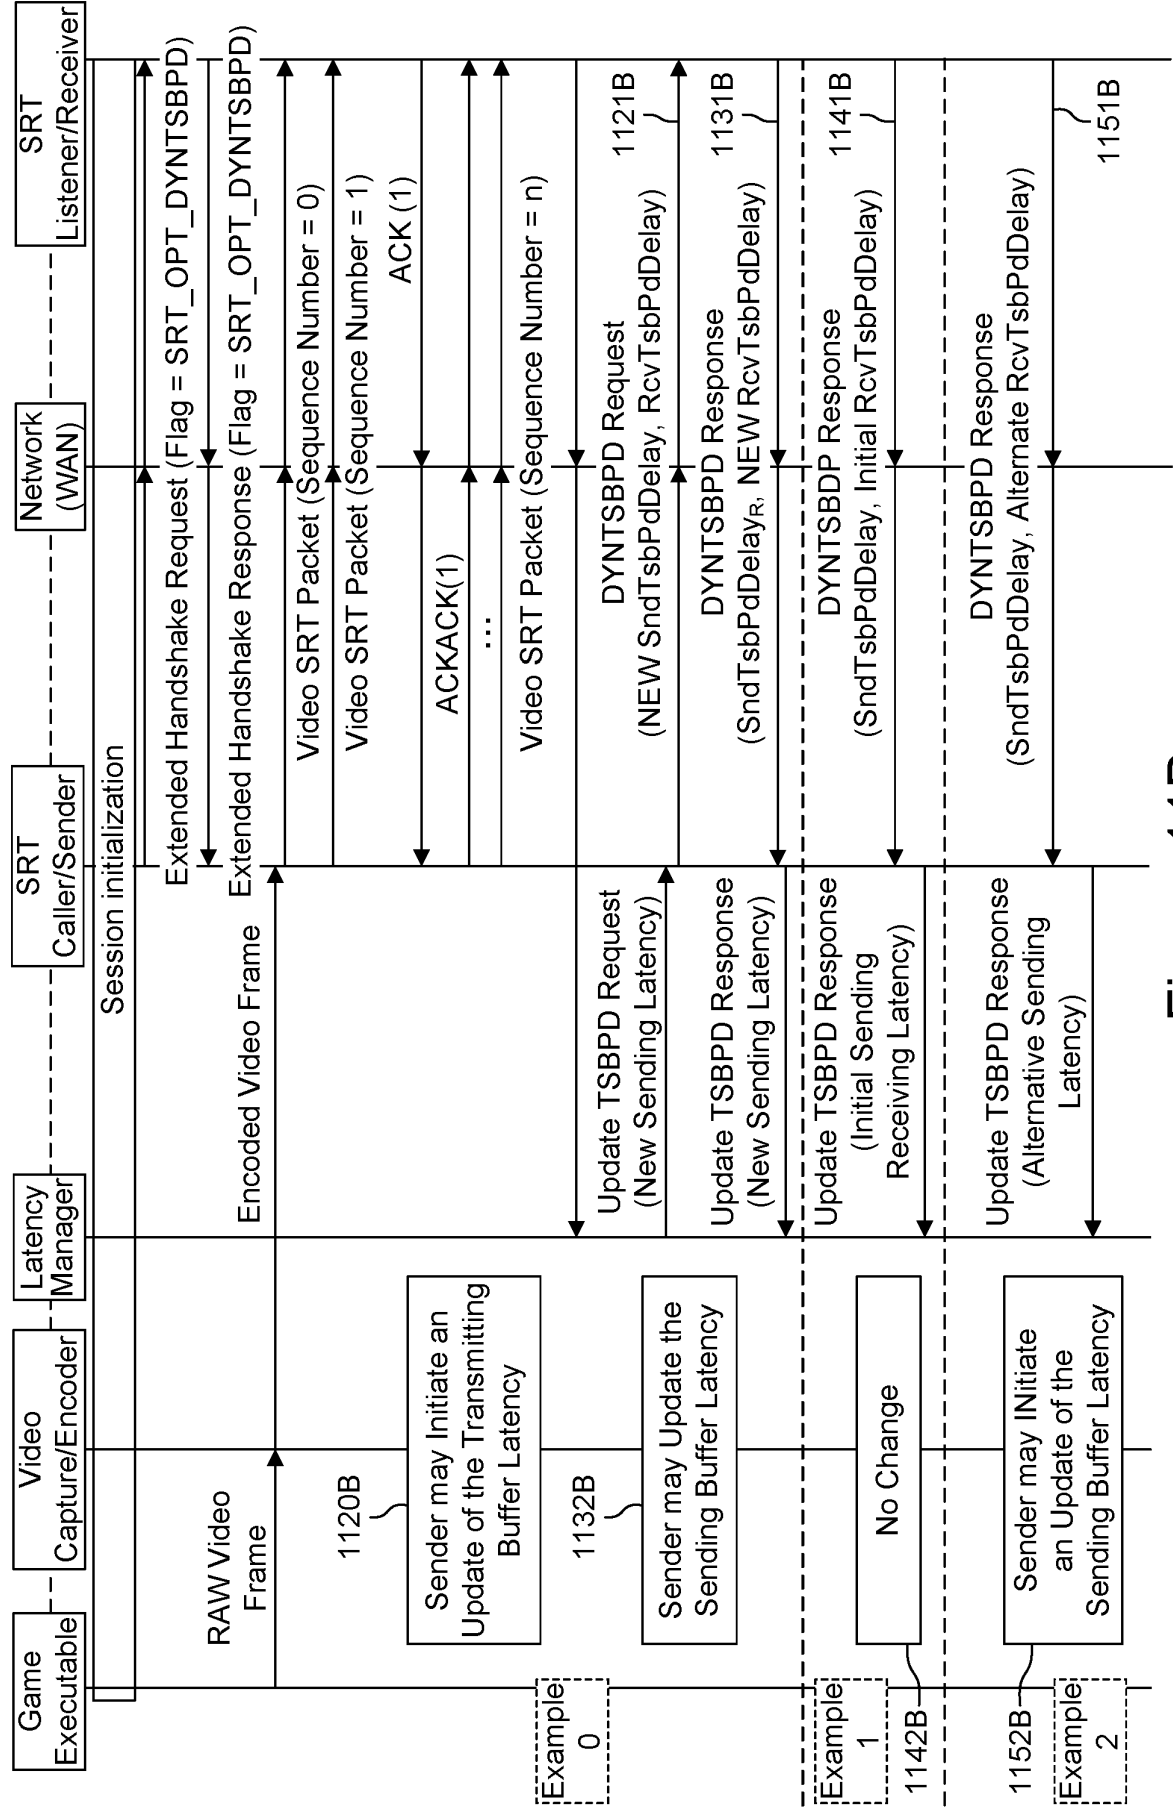 Game
Executable
Video
Capture/Encoder
Latency
Manager
SRT
Caller/Sender
Network
(WAN)
SRT
Listener/Receiver
Session initialization
Extended Handshake Request (Flag = SRT_OPT_DYNTSBPD)
Extended Handshake Response (Flag = SRT_OPT_DYNTSBPD)
RAW Video
Frame
Encoded Video Frame
Video SRT Packet (Sequence Number = 0)
Video SRT Packet (Sequence Number = 1)
ACK (1)
ACKACK(1)
...
Video SRT Packet (Sequence Number = n)
1120B
Sender may Initiate an
Update of the Transmitting
Buffer Latency
Example
0
Update TSBPD Request
(New Sending Latency)
DYNTSBPD Request
(NEW SndTsbPdDelay, RcvTsbPdDelay)
1121B
1132B
Sender may Update the
Sending Buffer Latency
Update TSBPD Response
(New Sending Latency)
DYNTSBPD Response
(SndTsbPdDelayR, NEW RcvTsbPdDelay)
1131B
Example
1
1142B
No Change
Update TSBPD Response
(Initial Sending
Receiving Latency)
DYNTSBDP Response
(SndTsbPdDelay, Initial RcvTsbPdDelay)
1141B
1152B
Example
2
Sender may INitiate
an Update of the
Sending Buffer Latency
Update TSBPD Response
(Alternative Sending
Latency)
DYNTSBPD Response
(SndTsbPdDelay, Alternate RcvTsbPdDelay)
1151B